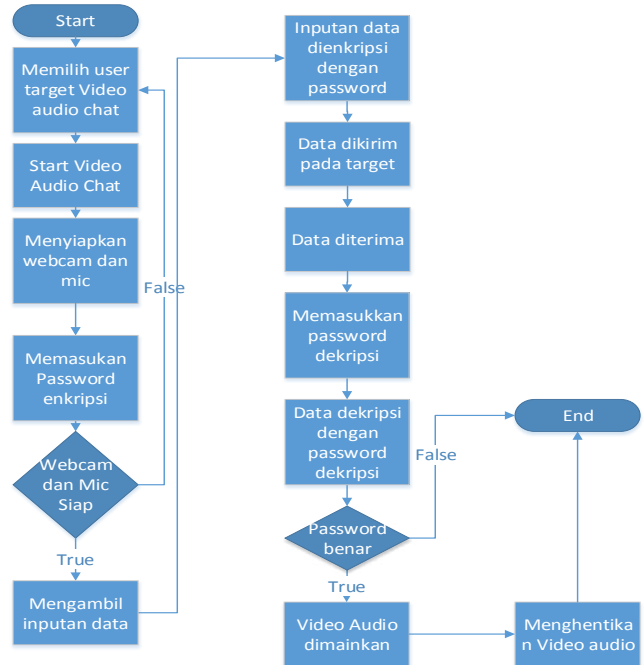 Start
Memilih user
target Video
audio chat
Start Video
Audio Chat
Menyiapkan
webcam dan
mic
False
Memasukan
Password
enkripsi
Webcam
dan Mic
Siap
True
Mengambil
inputan data
Inputan data
dienkripsi
dengan
password
Data dikirim
pada target
Data diterima
Memasukkan
password
dekripsi
Data dekripsi
dengan
password
dekripsi
False
Password
benar
True
Video Audio
dimainkan
Menghentika
n Video audio
End